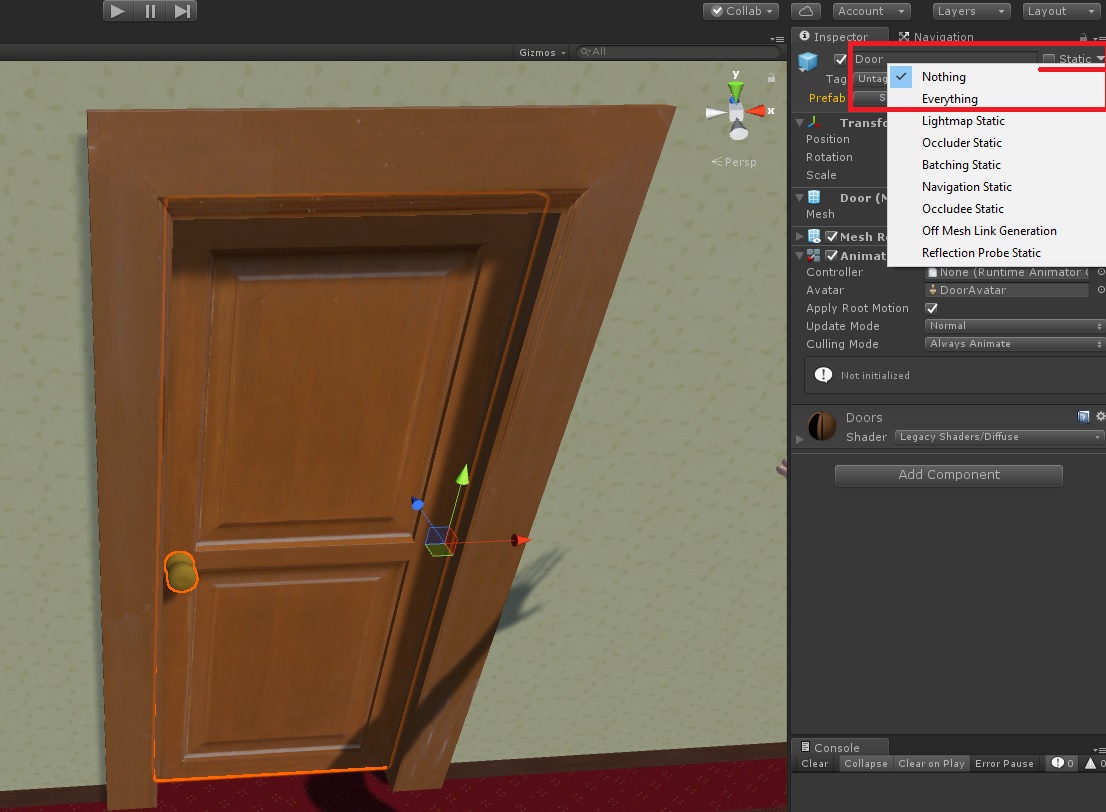 Collab
Account
Layers
Layout
Gizmos
All
Inspector
Navigation
Door
Static
Tag
Untag
Prefab
S
Nothing
Everything
Lightmap Static
Occluder Static
Batching Static
Navigation Static
Occludee Static
Off Mesh Link Generation
Reflection Probe Static
y
x
Persp
Transfo
Position
Rotation
Scale
Door (M
Mesh
Mesh Re
Animat
Controller
None (Runtime Animator C
Avatar
DoorAvatar
Apply Root Motion
Update Mode
Normal
Culling Mode
Always Animate
Not initialized
Doors
Shader
Legacy Shaders/Diffuse
Add Component
Console
Clear
Collapse
Clear on Play
Error Pause
0
0